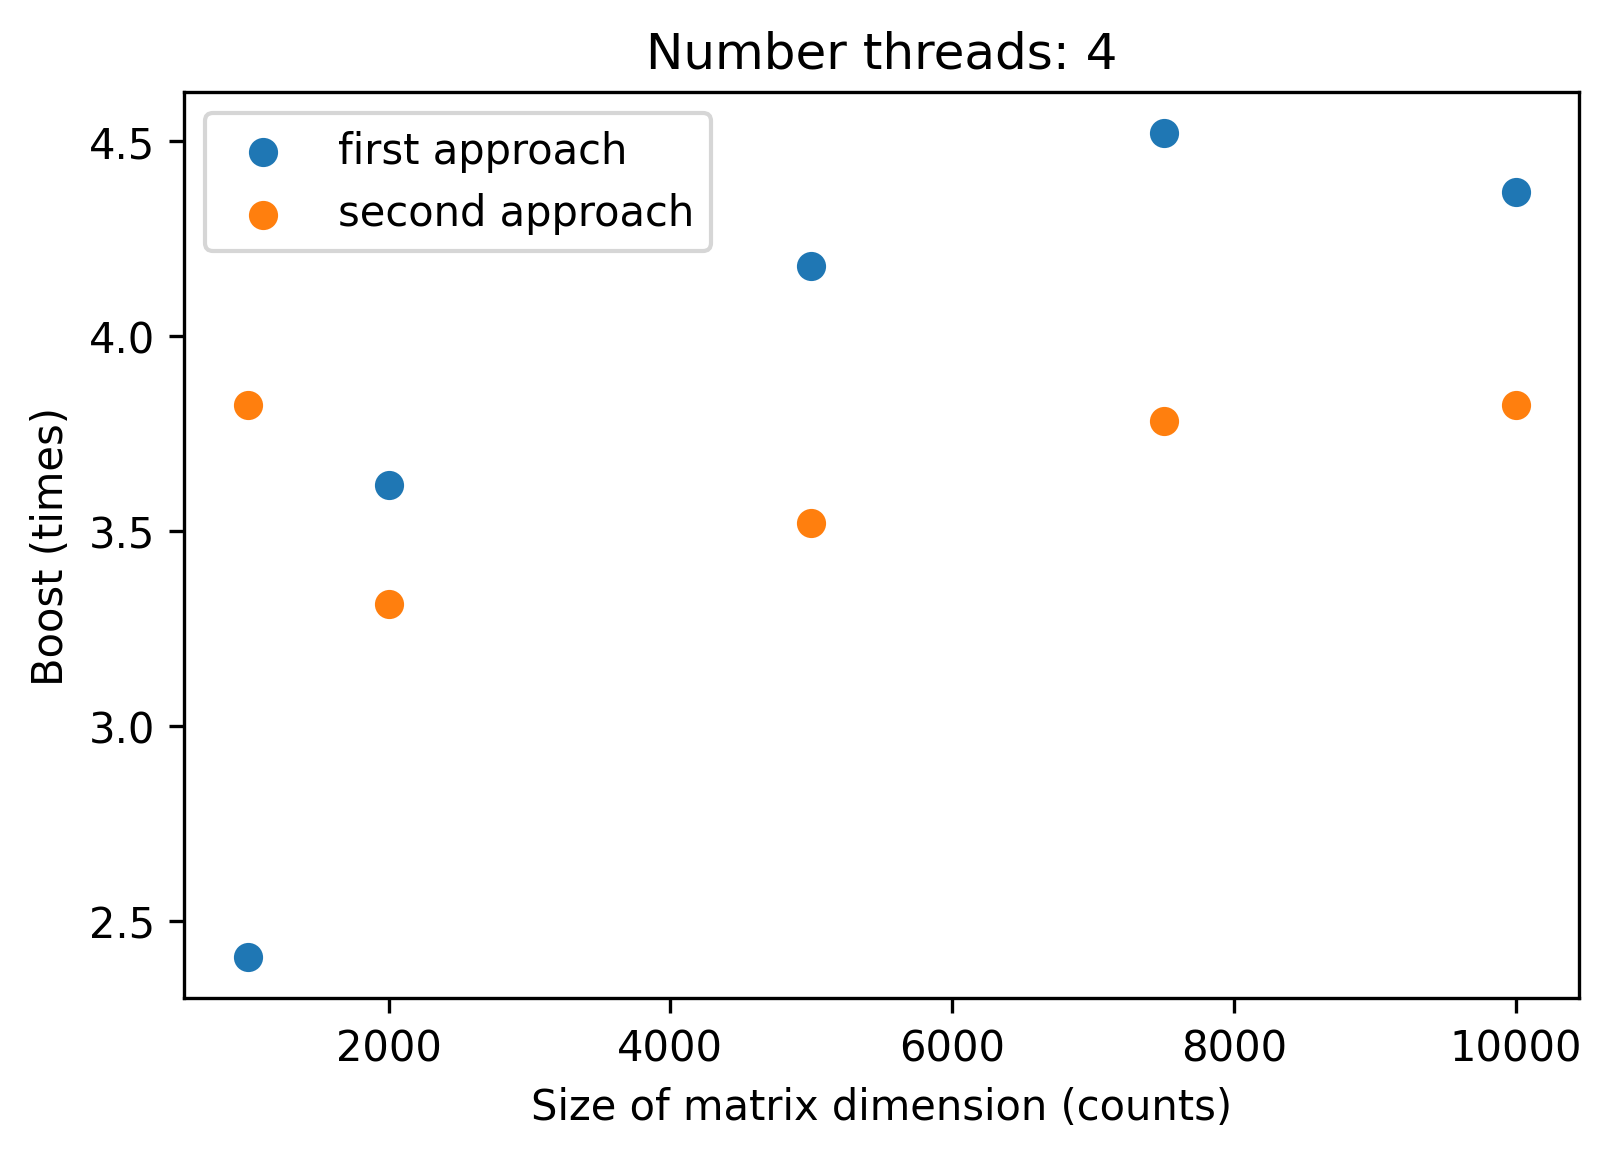 Number threads: 4
first approach
second approach
4.5
4.0
3.5
3.0
2.5
Boost (times)
2000 4000 6000 8000 10000
Size of matrix dimension (counts)